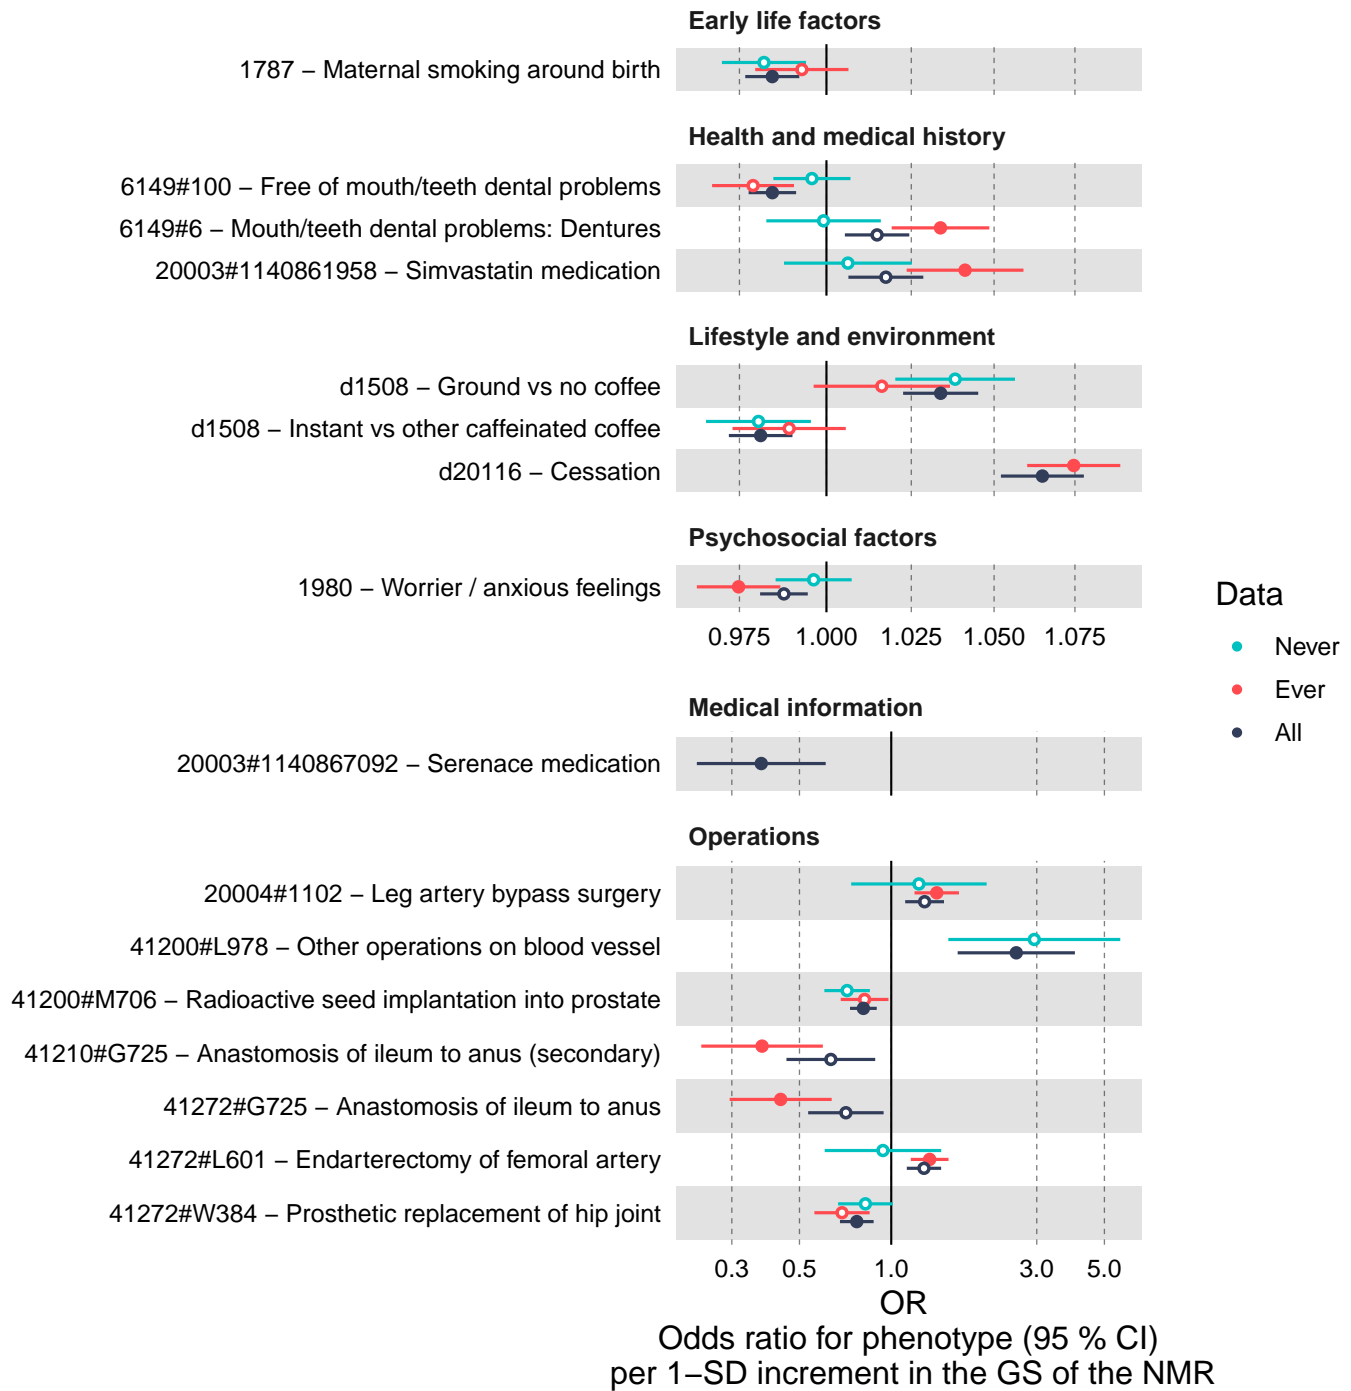 Early life factors
1787 – Maternal smoking around birth
Health and medical history
6149#100 – Free of mouth/teeth dental problems
6149#6 – Mouth/teeth dental problems: Dentures
20003#1140861958 – Simvastatin medication
Lifestyle and environment
d1508 – Ground vs no coffee
d1508 – Instant vs other caffeinated coffee
d20116 – Cessation
Psychosocial factors
1980 – Worrier / anxious feelings
0.975 1.000 1.025 1.050 1.075
Data
Never
Ever
All
Medical information
20003#1140867092 – Serenace medication
Operations
20004#1102 – Leg artery bypass surgery
41200#L978 – Other operations on blood vessel
41200#M706 – Radioactive seed implantation into prostate
41210#G725 – Anastomosis of ileum to anus (secondary)
41272#G725 – Anastomosis of ileum to anus
41272#L601 – Endarterectomy of femoral artery
41272#W384 – Prosthetic replacement of hip joint
0.3 0.5 1.0 3.0 5.0
OR
Odds ratio for phenotype (95 % CI)
per 1–SD increment in the GS of the NMR